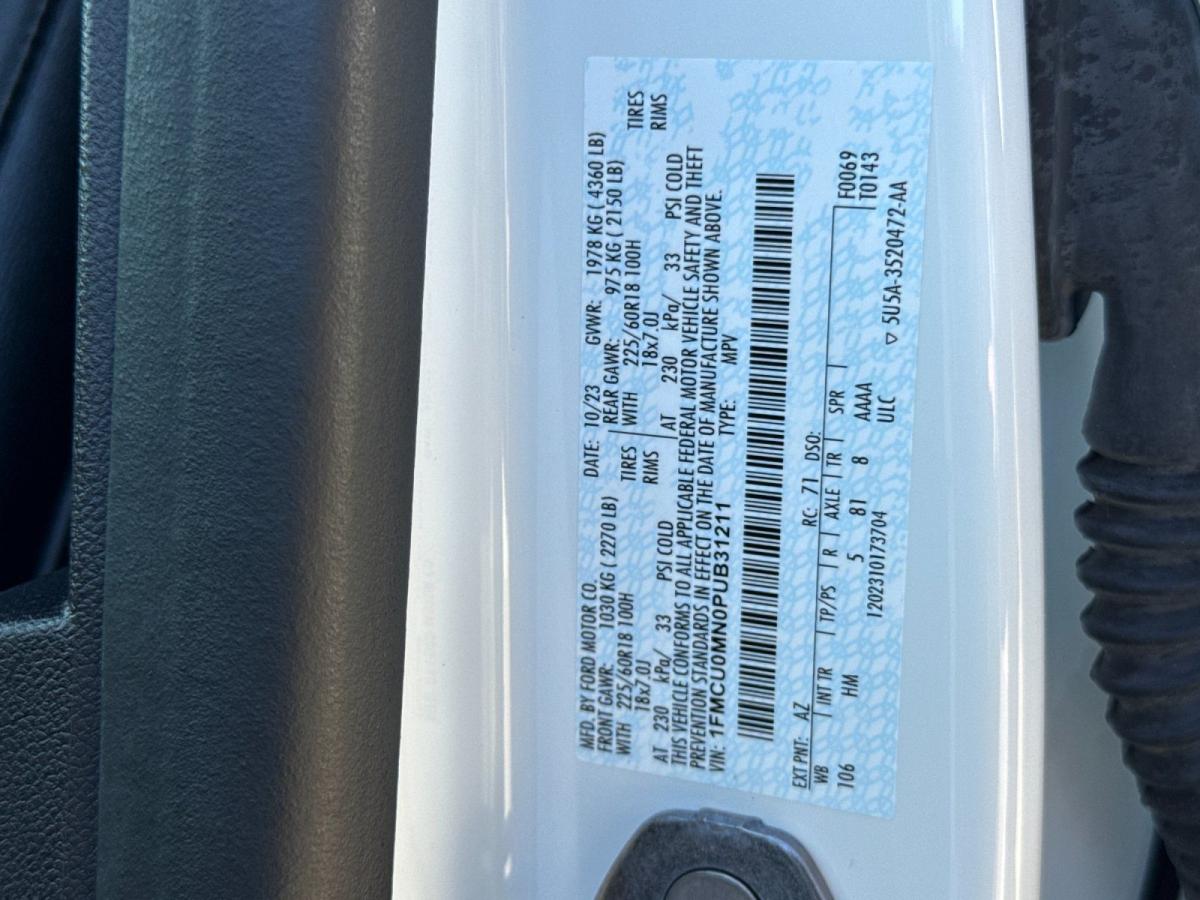 MFD. BY FORD MOTOR CO. DATE: 10/23 GVWR: 1978 KG ( 4360 LB)
FRONT GAWR: 1030 KG ( 2270 LB) REAR GAWR: 975 KG ( 2150 LB)
WITH 225/60R18 100H TIRES WITH 225/60R18 100H TIRES
18x7.0J RIMS 18x7.0J RIMS
AT 230 kPa/ 33 PSI COLD AT 230 kPa/ 33 PSI COLD
THIS VEHICLE CONFORMS TO ALL APPLICABLE FEDERAL MOTOR VEHICLE SAFETY AND THEFT
PREVENTION STANDARDS IN EFFECT ON THE DATE OF MANUFACTURE SHOWN ABOVE.
VIN: 1FMCU0MN0PUB31211 TYPE: MPV
EXT PNT: AZ RC: 71 DSO: F0069
WB INT TR TP/PS R AXLE TR SPR T0143
106 HM 5 81 8 AAAA
ULC ▽ 5U5A-3520472-AA
1202310173704